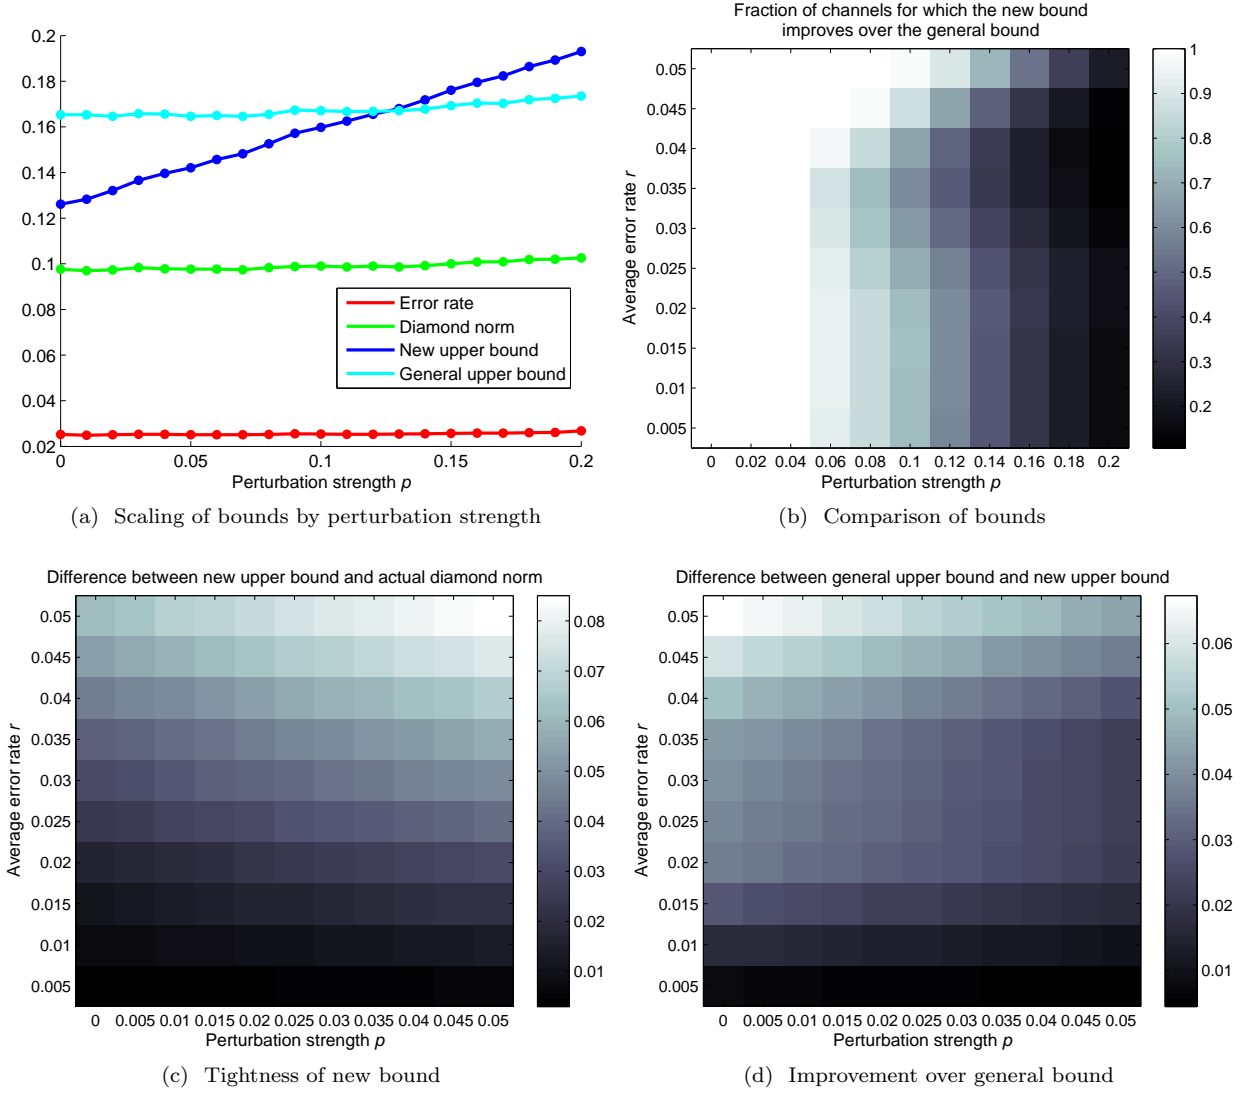 0.2
0.18
0.16
0.14
0.12
0.1
0.08
0.06
0.04
0.02
0 0.05 0.1 0.15 0.2
Perturbation strength p
Error rate
Diamond norm
New upper bound
General upper bound
(a) Scaling of bounds by perturbation strength
Fraction of channels for which the new bound
improves over the general bound
Average error rate r
0.05
0.045
0.04
0.035
0.03
0.025
0.02
0.015
0.01
0.005
0 0.02 0.04 0.06 0.08 0.1 0.12 0.14 0.16 0.18 0.2
Perturbation strength p
1
0.9
0.8
0.7
0.6
0.5
0.4
0.3
0.2
(b) Comparison of bounds
Difference between new upper bound and actual diamond norm
Average error rate r
0.05
0.045
0.04
0.035
0.03
0.025
0.02
0.015
0.01
0.005
0 0.005 0.01 0.015 0.02 0.025 0.03 0.035 0.04 0.045 0.05
Perturbation strength p
0.08
0.07
0.06
0.05
0.04
0.03
0.02
0.01
(c) Tightness of new bound
Difference between general upper bound and new upper bound
Average error rate r
0.05
0.045
0.04
0.035
0.03
0.025
0.02
0.015
0.01
0.005
0 0.005 0.01 0.015 0.02 0.025 0.03 0.035 0.04 0.045 0.05
Perturbation strength p
0.06
0.05
0.04
0.03
0.02
0.01
(d) Improvement over general bound